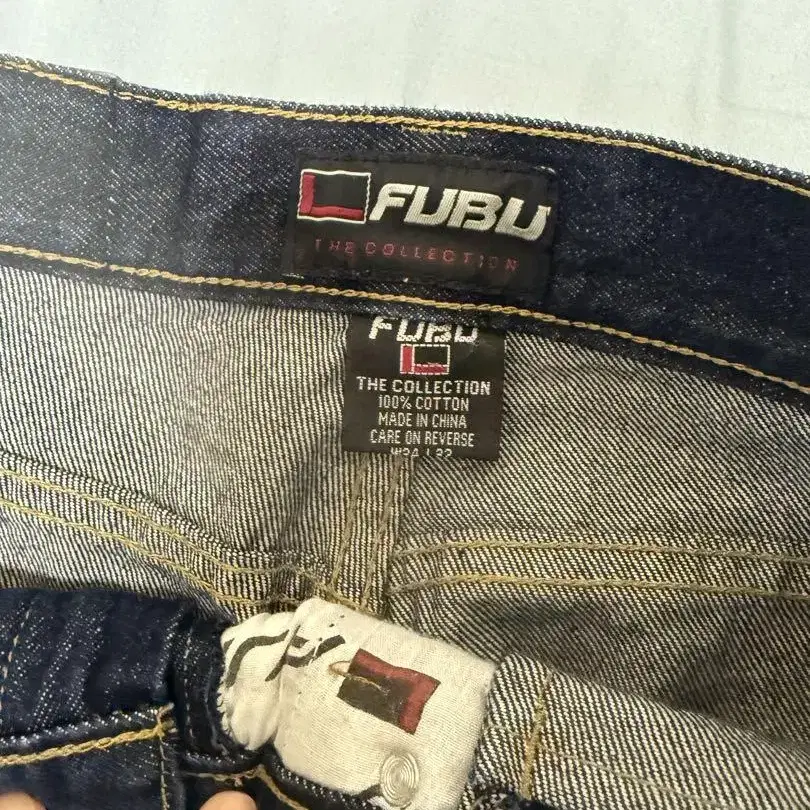 FUBU
THE COLLECTION
FUBU
THE COLLECTION
100% COTTON
MADE IN CHINA
CARE ON REVERSE